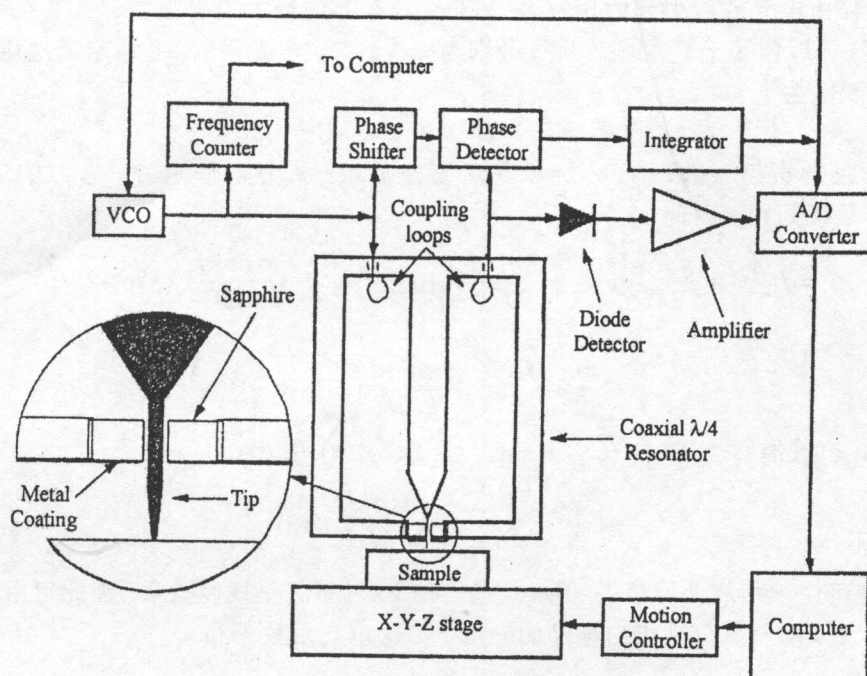 To Computer
Frequency
Counter
Phase
Shifter
Phase
Detector
Integrator
VCO
Coupling
loops
A/D
Converter
Sapphire
Diode
Detector
Amplifier
Coaxial λ/4
Resonator
Metal
Coating
Tip
Sample
X-Y-Z stage
Motion
Controller
Computer